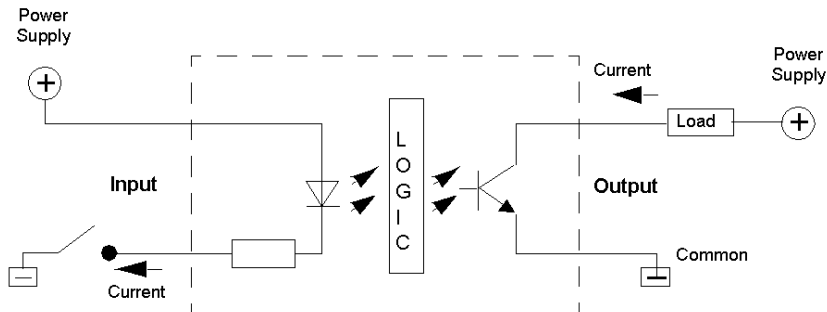 Power
Supply
+
Current
Power
Supply
Load
+
L
O
G
I
C
Input
Output
Current
Common